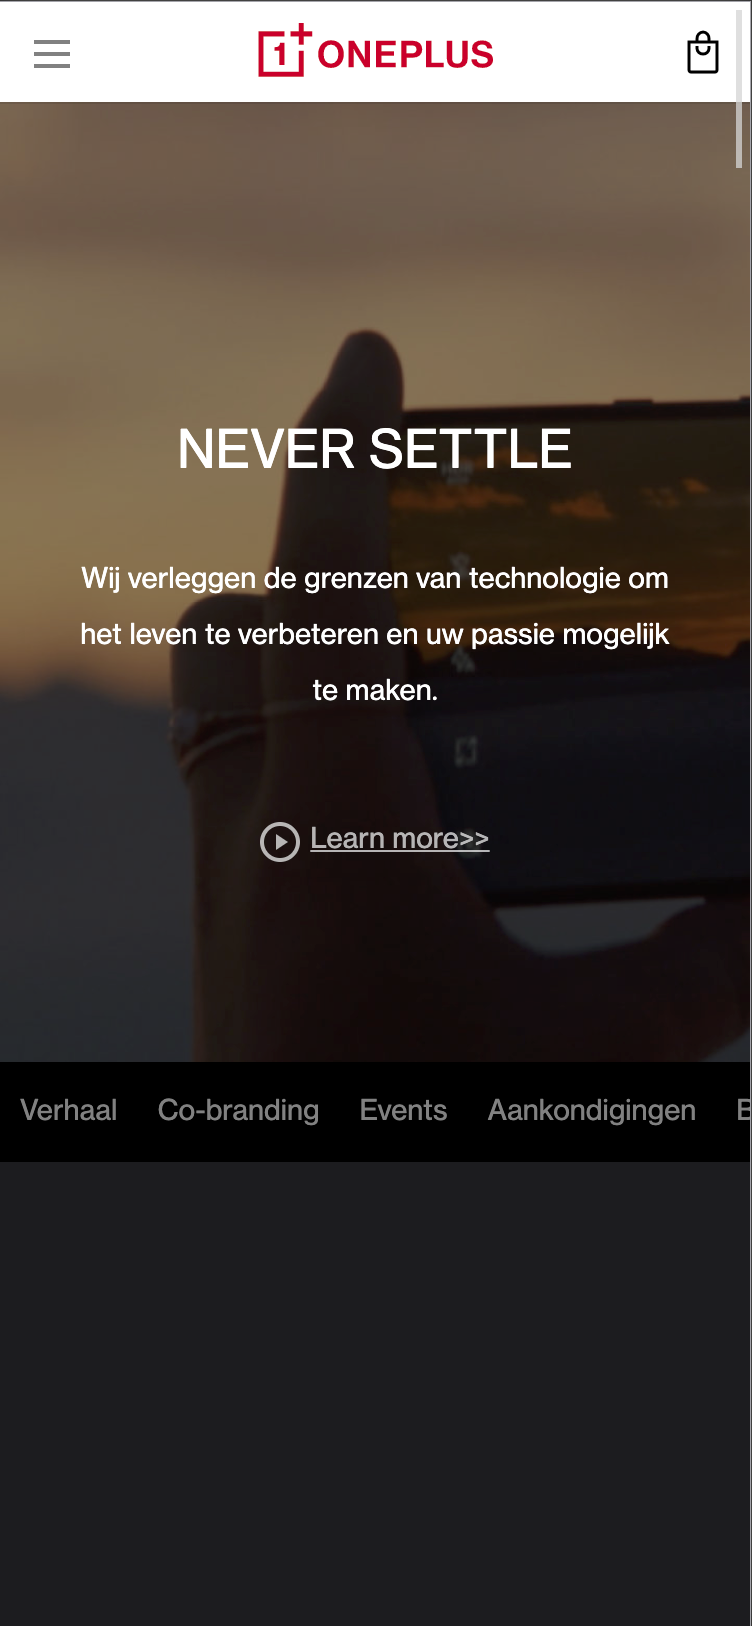 1+ ONEPLUS
NEVER SETTLE
Wij verleggen de grenzen van technologie om
het leven te verbeteren en uw passie mogelijk
te maken.
Learn more>>
Verhaal Co-branding Events Aankondigingen